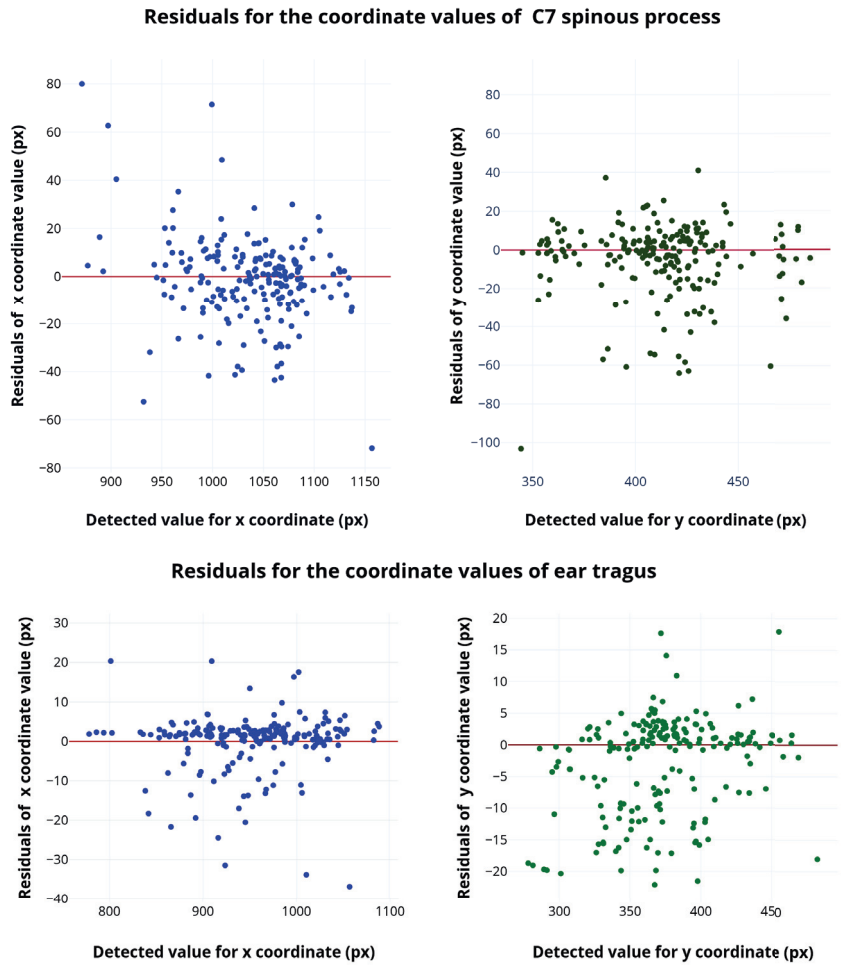 Residuals for the coordinate values of C7 spinous process
Residuals of x coordinate value (px)
80
60
40
20
0
−20
−40
−60
−80
900 950 1000 1050 1100 1150
Detected value for x coordinate (px)
Residuals of y coordinate value (px)
80
60
40
20
0
−20
−40
−60
−80
−100
350 400 450
Detected value for y coordinate (px)
Residuals for the coordinate values of ear tragus
Residuals of x coordinate value (px)
30
20
10
0
−10
−20
−30
−40
800 900 1000 1100
Detected value for x coordinate (px)
Residuals of y coordinate value (px)
20
15
10
5
0
−5
−10
−15
−20
300 350 400 450
Detected value for y coordinate (px)